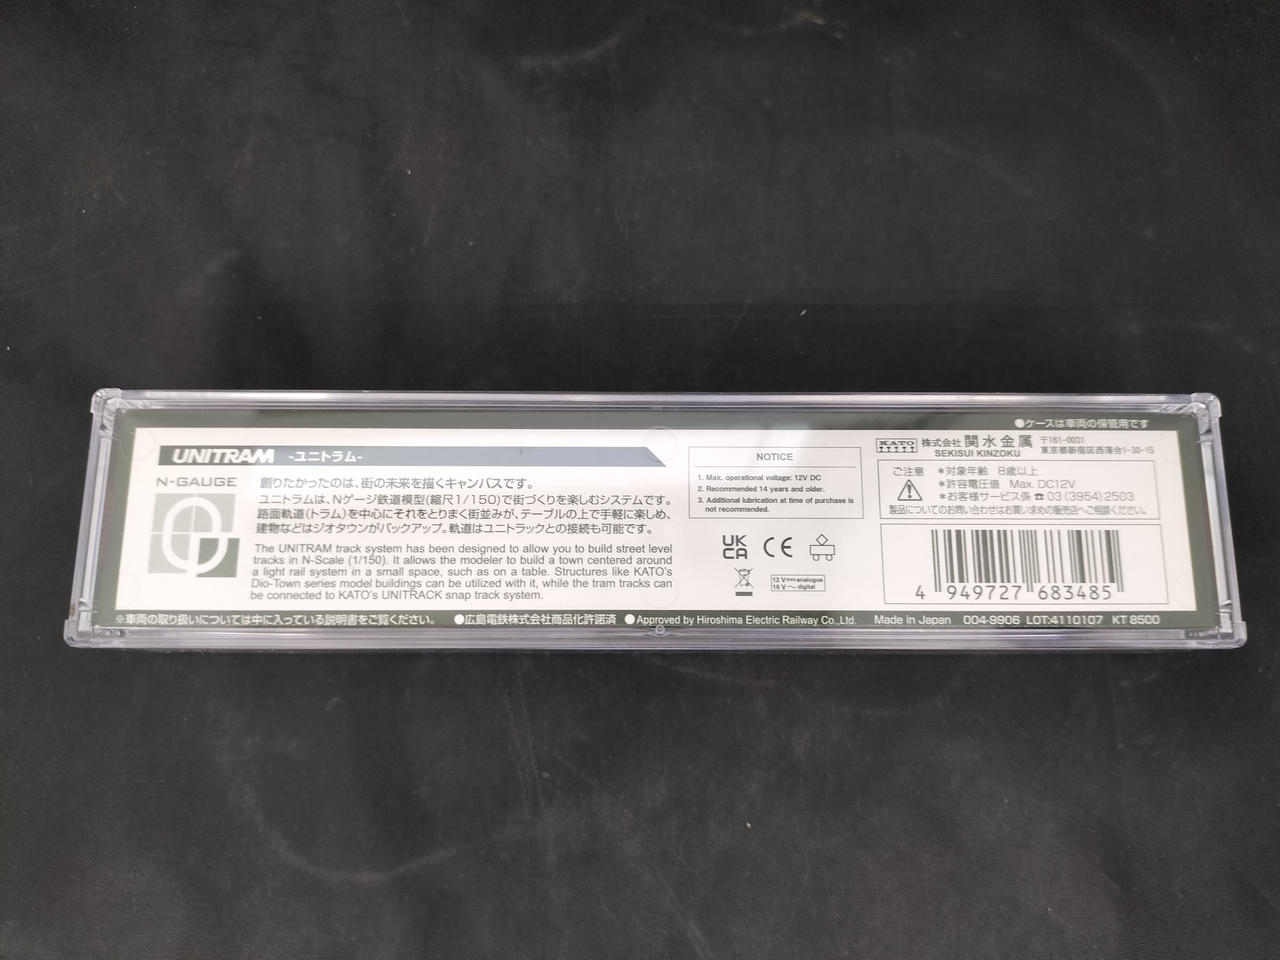 ●ケースは車両の保管用です
UNITRAM -ユニトラム-
N-GAUGE
創りたかったのは、街の未来を描くキャンパスです。
ユニトラムは、Nゲージ鉄道模型(縮尺1/150)で街づくりを楽しむシステムです。
路面軌道(トラム)を中心にそれをとりまく街並みが、テーブルの上で手軽に楽しめ、
建物などはジオタウンがバックアップ。軌道はユニトラックとの接続も可能です。
The UNITRAM track system has been designed to allow you to build street level
tracks in N-Scale (1/150). It allows the modeler to build a town centered around
a light rail system in a small space, such as on a table. Structures like KATO's
Dio-Town series model buildings can be utilized with it, while the tram tracks can
be connected to KATO's UNITRACK snap track system.
NOTICE
1. Max. operational voltage: 12V DC
2. Recommended 14 years and older.
3. Additional lubrication at time of purchase is
not recommended.
UK
CA
CE
12 V analogue
16 V digital
KATO
株式会社 関水金属
SEKISUI KINZOKU
〒161-0031
東京都新宿区西落合1-30-15
ご注意
*対象年齢 8歳以上
*許容電圧値 Max. DC12V
*お客様サービス係 ☎03(3954)2503
製品についてのお問い合わせはお買い求めの販売店へご相談ください。
4 949727 683485
※車両の取り扱いについては中に入っている説明書をご覧ください。 ●広島電鉄株式会社商品化許諾済 ●Approved by Hiroshima Electric Railway Co.,Ltd. Made in Japan 004-9906 LOT:4110107 KT 8500